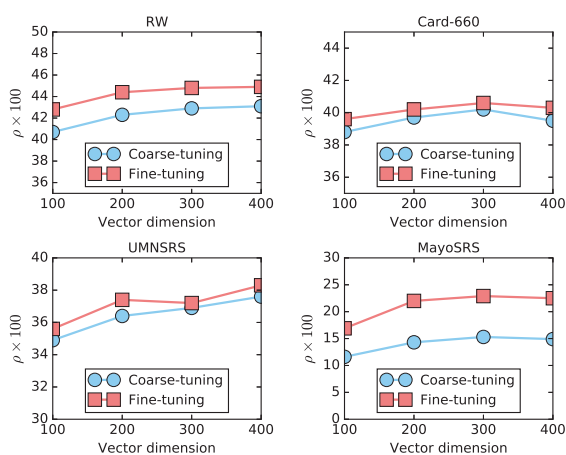 RW
50
48
46
44
42
40
38
36
ρ × 100
Coarse-tuning
Fine-tuning
100 200 300 400
Vector dimension
Card-660
44
42
40
38
36
ρ × 100
Coarse-tuning
Fine-tuning
100 200 300 400
Vector dimension
UMNSRS
40
38
36
34
32
30
ρ × 100
Coarse-tuning
Fine-tuning
100 200 300 400
Vector dimension
MayoSRS
30
25
20
15
10
5
0
ρ × 100
Coarse-tuning
Fine-tuning
100 200 300 400
Vector dimension